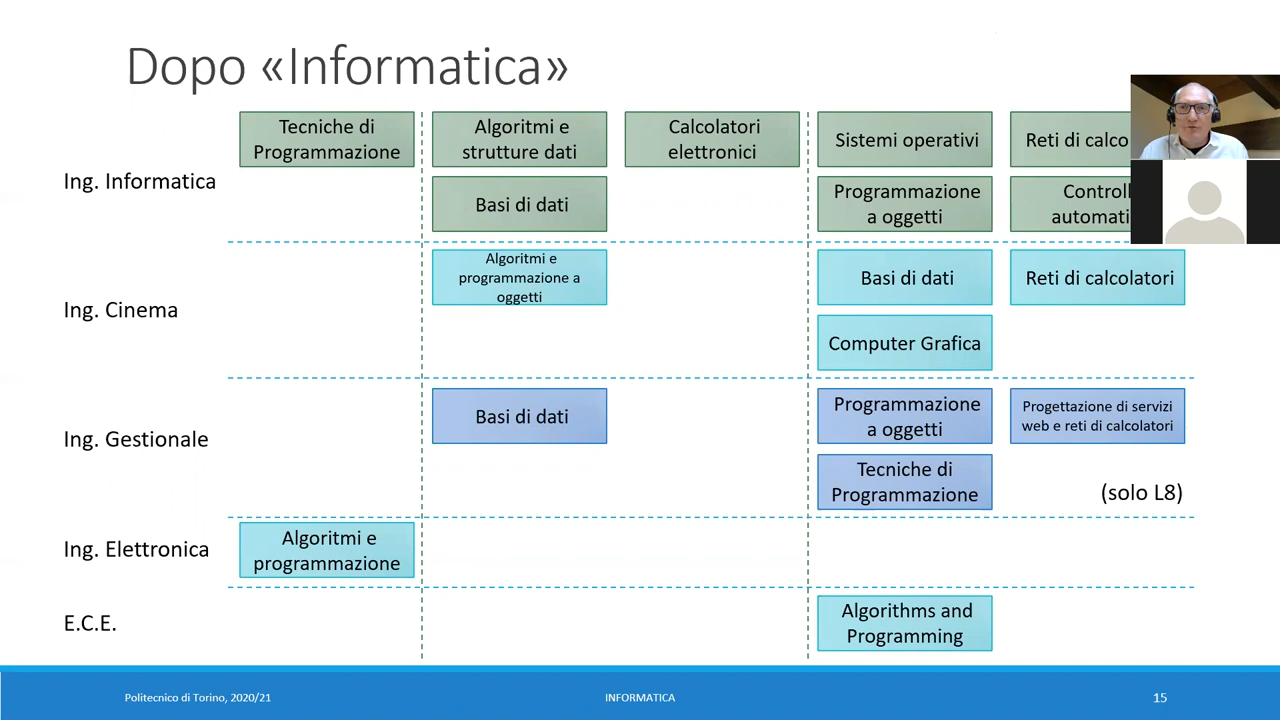 Dopo «Informatica»
Ing. Informatica
Tecniche di
Programmazione
Algoritmi e
strutture dati
Calcolatori
elettronici
Sistemi operativi
Reti di calco
Basi di dati
Programmazione
a oggetti
Controll
automati
Ing. Cinema
Algoritmi e
programmazione a
oggetti
Basi di dati
Reti di calcolatori
Computer Grafica
Ing. Gestionale
Basi di dati
Programmazione
a oggetti
Progettazione di servizi
web e reti di calcolatori
Tecniche di
Programmazione
(solo L8)
Ing. Elettronica
Algoritmi e
programmazione
E.C.E.
Algorithms and
Programming
Politecnico di Torino, 2020/21
INFORMATICA
15